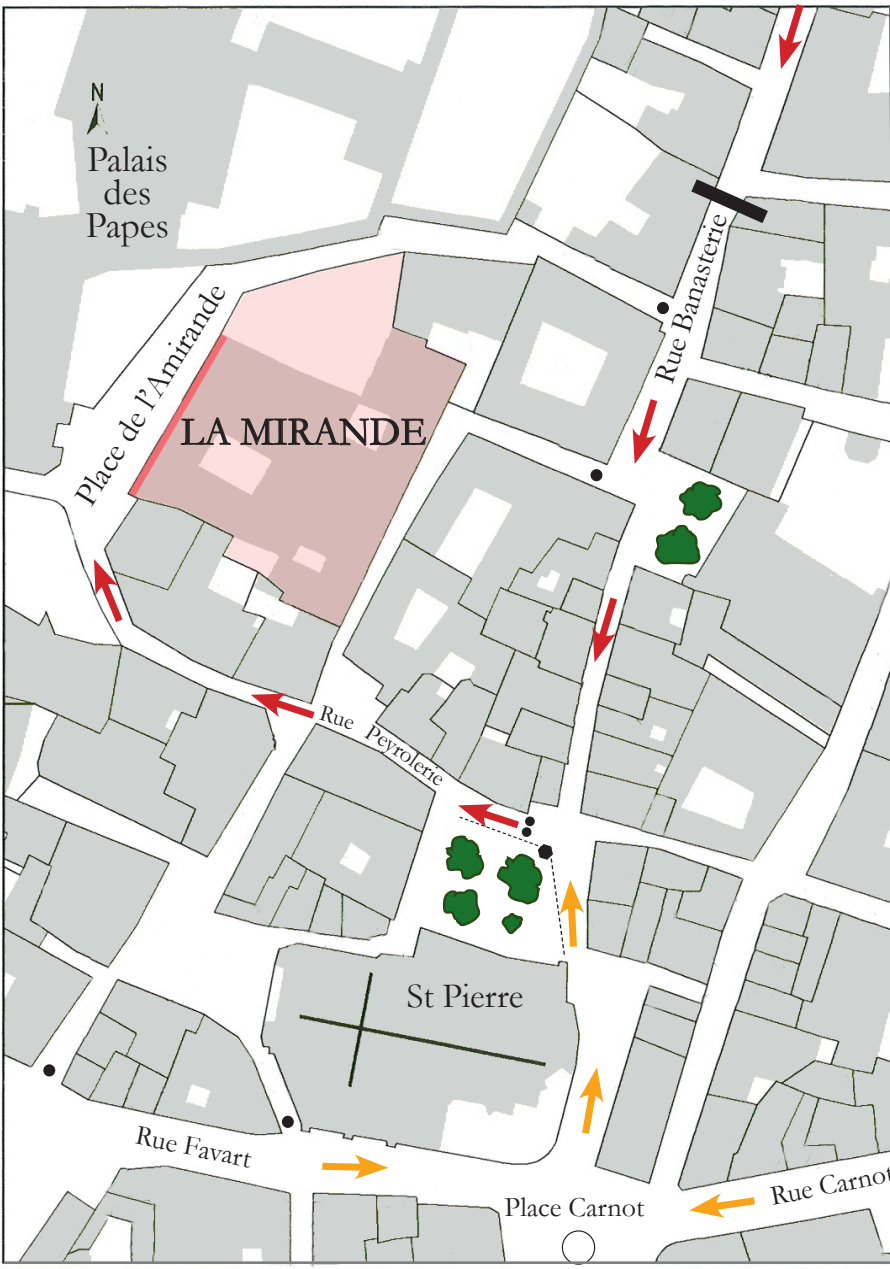 N
Palais
des
Papes
Rue Banasterie
Place de l'Amirande
LA MIRANDE
Rue Peyrolerie
St Pierre
Rue Favart
Place Carnot
Rue Carnot